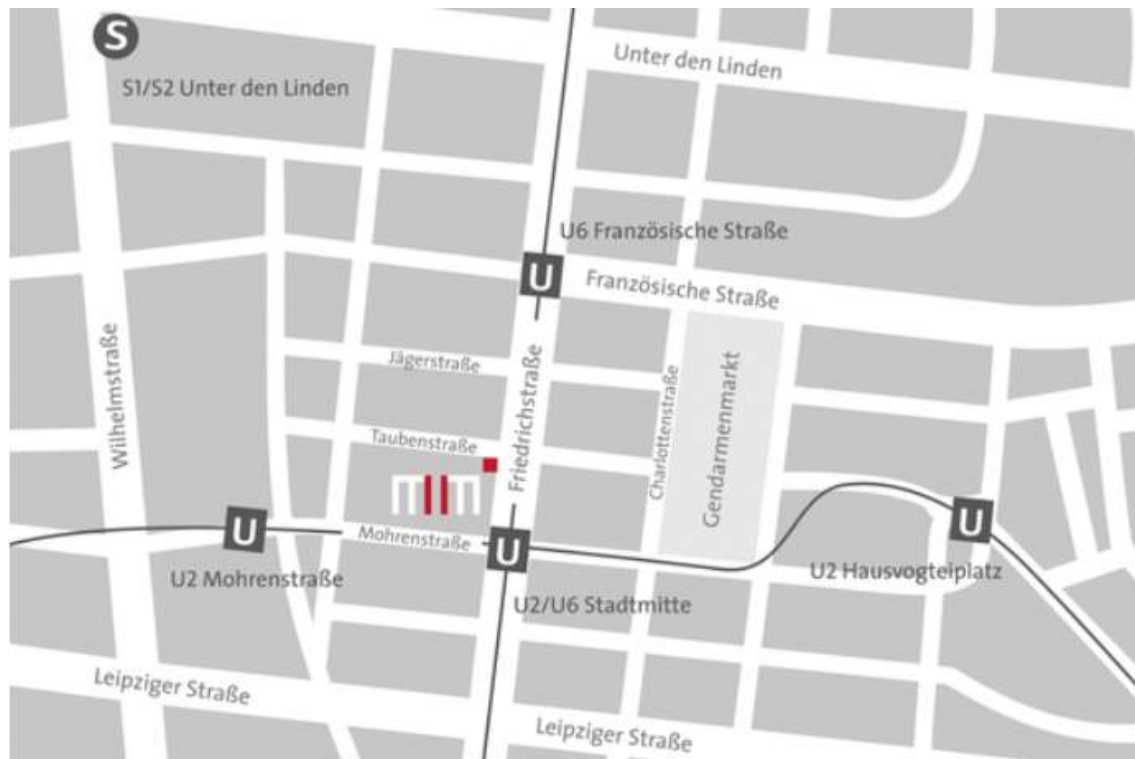 S
S1/S2 Unter den Linden
Unter den Linden
U6 Französische Straße
U
Französische Straße
Wilhelmstraße
Jägerstraße
Friedrichstraße
Charlottenstraße
Gendarmenmarkt
Taubenstraße
U
Mohrenstraße
U
U
U2 Mohrenstraße
U2 Hausvogteiplatz
U2/U6 Stadtmitte
Leipziger Straße
Leipziger Straße